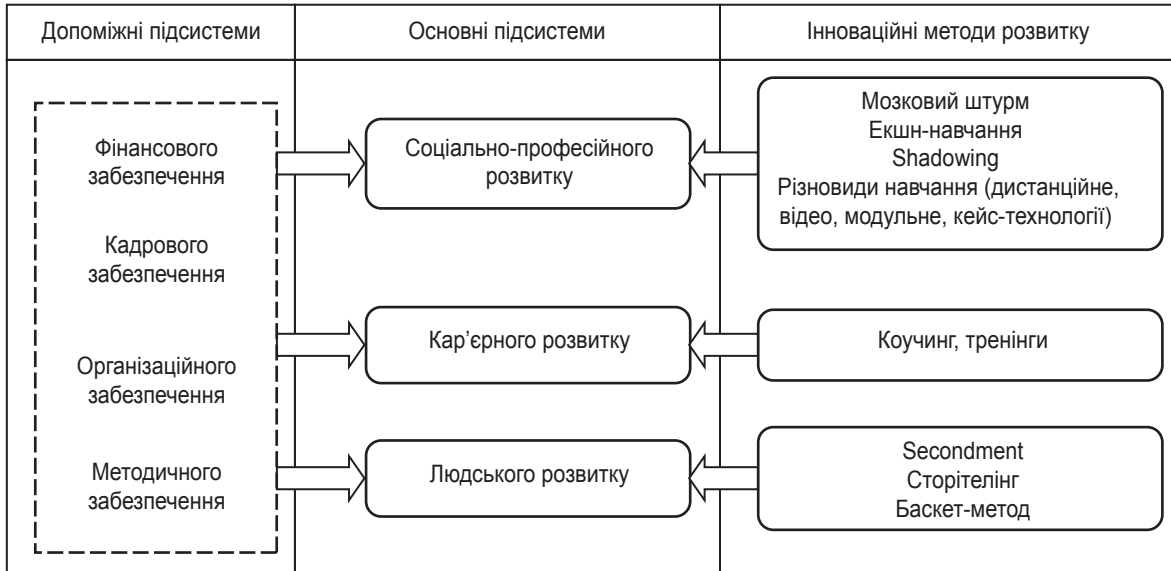 Допоміжні підсистеми
Основні підсистеми
Інноваційні методи розвитку
Фінансового
забезпечення
Кадрового
забезпечення
Організаційного
забезпечення
Методичного
забезпечення
Соціально-професійного
розвитку
Кар’єрного розвитку
Людського розвитку
Мозковий штурм
Екшн-навчання
Shadowing
Різновиди навчання (дистанційне,
відео, модульне, кейс-технології)
Коучинг, тренінги
Secondment
Сторітелінг
Баскет-метод